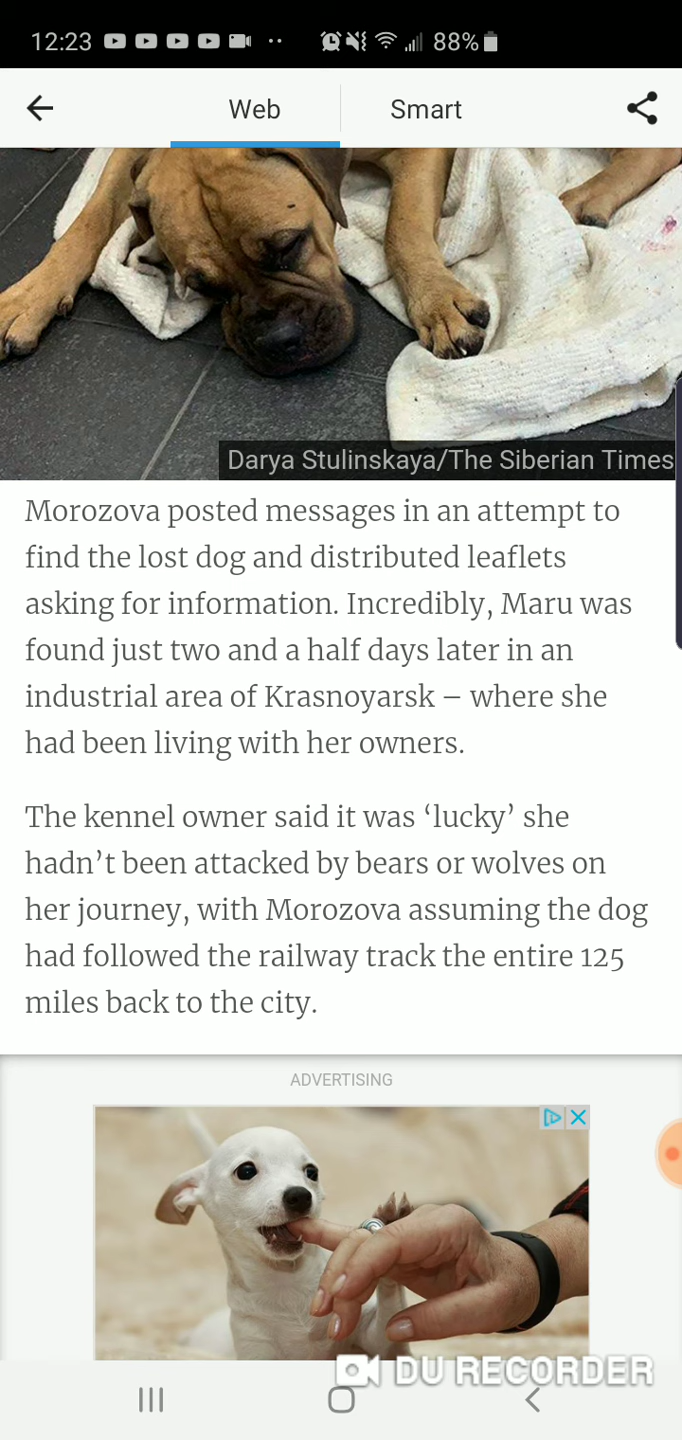 12:23
88%
Web
Smart
Darya Stulinskaya/The Siberian Times
Morozova posted messages in an attempt to
find the lost dog and distributed leaflets
asking for information. Incredibly, Maru was
found just two and a half days later in an
industrial area of Krasnoyarsk – where she
had been living with her owners.
The kennel owner said it was ‘lucky’ she
hadn’t been attacked by bears or wolves on
her journey, with Morozova assuming the dog
had followed the railway track the entire 125
miles back to the city.
ADVERTISING
DU RECORDER